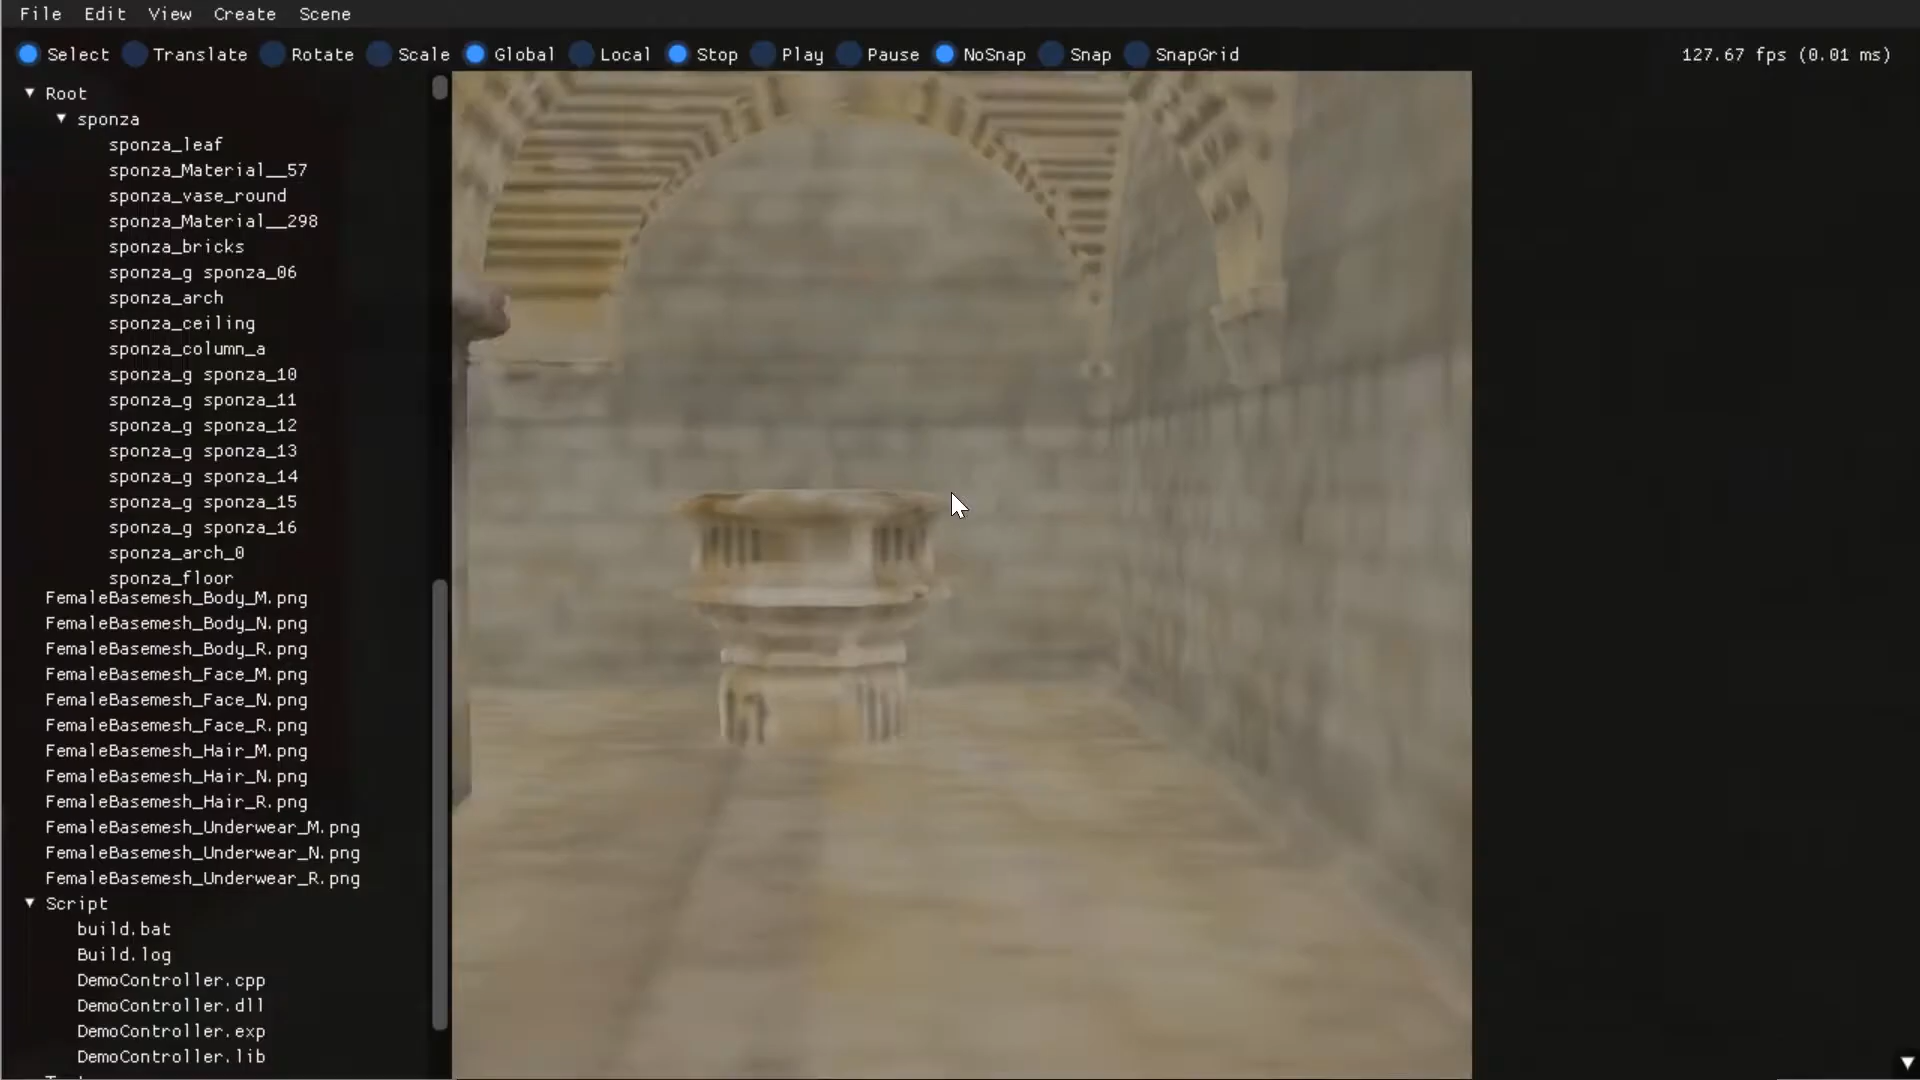 File Edit View Create Scene
Select Translate Rotate Scale Global Local Stop Play Pause NoSnap Snap SnapGrid 127.67 fps (0.01 ms)
Root
sponza
sponza_leaf
sponza_Material__57
sponza_vase_round
sponza_Material__298
sponza_bricks
sponza_g sponza_06
sponza_arch
sponza_ceiling
sponza_column_a
sponza_g sponza_10
sponza_g sponza_11
sponza_g sponza_12
sponza_g sponza_13
sponza_g sponza_14
sponza_g sponza_15
sponza_g sponza_16
sponza_arch_0
sponza_floor
FemaleBasemesh_Body_M.png
FemaleBasemesh_Body_N.png
FemaleBasemesh_Body_R.png
FemaleBasemesh_Face_M.png
FemaleBasemesh_Face_N.png
FemaleBasemesh_Face_R.png
FemaleBasemesh_Hair_M.png
FemaleBasemesh_Hair_N.png
FemaleBasemesh_Hair_R.png
FemaleBasemesh_Underwear_M.png
FemaleBasemesh_Underwear_N.png
FemaleBasemesh_Underwear_R.png
Script
build.bat
Build.log
DemoController.cpp
DemoController.dll
DemoController.exp
DemoController.lib